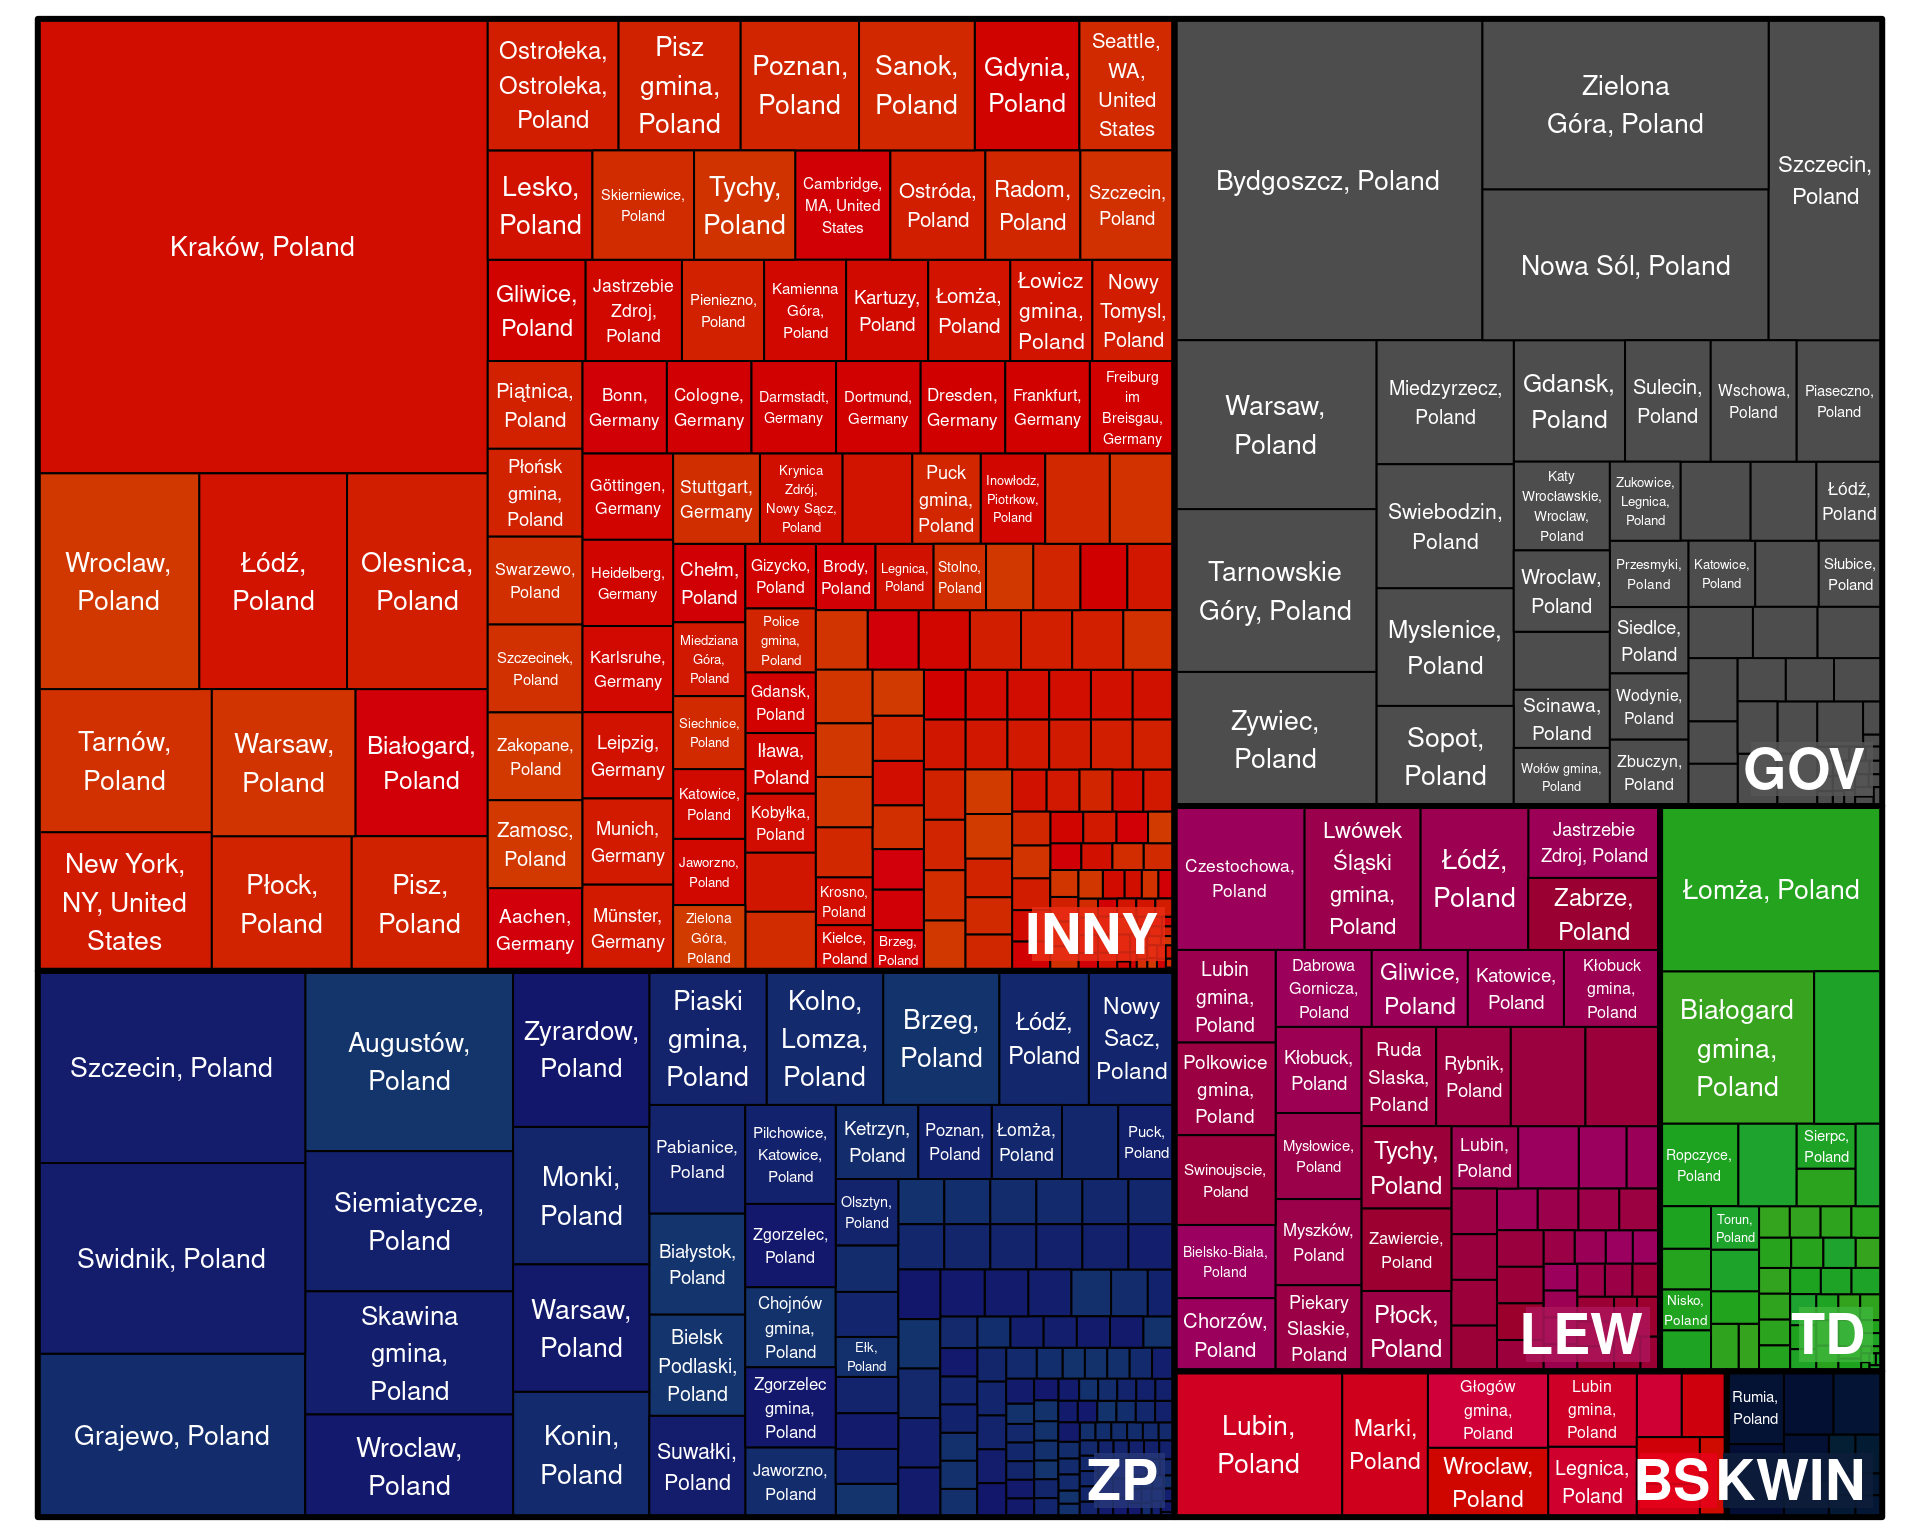 Kraków, Poland
Wroclaw,
Poland
Łódź,
Poland
Olesnica,
Poland
Tarnów,
Poland
Warsaw,
Poland
Białogard,
Poland
New York,
NY, United
States
Płock,
Poland
Pisz,
Poland
Ostrołeka,
Ostroleka,
Poland
Pisz
gmina,
Poland
Poznan,
Poland
Sanok,
Poland
Gdynia,
Poland
Seattle,
WA,
United
States
Lesko,
Poland
Skierniewice,
Poland
Tychy,
Poland
Cambridge,
MA, United
States
Ostróda,
Poland
Radom,
Poland
Szczecin,
Poland
Gliwice,
Poland
Jastrzebie
Zdroj,
Poland
Pieniezno,
Poland
Kamienna
Góra,
Poland
Kartuzy,
Poland
Łomża,
Poland
Łowicz
gmina,
Poland
Nowy
Tomysl,
Poland
Piątnica,
Poland
Bonn,
Germany
Cologne,
Germany
Darmstadt,
Germany
Dortmund,
Germany
Dresden,
Germany
Frankfurt,
Germany
Freiburg
im
Breisgau,
Germany
Płońsk
gmina,
Poland
Göttingen,
Germany
Stuttgart,
Germany
Krynica
Zdrój,
Nowy Sącz,
Poland
Puck
gmina,
Poland
Inowłodz,
Piotrkow,
Poland
Swarzewo,
Poland
Heidelberg,
Germany
Chełm,
Poland
Gizycko,
Poland
Brody,
Poland
Legnica,
Poland
Stolno,
Poland
Szczecinek,
Poland
Karlsruhe,
Germany
Miedziana
Góra,
Poland
Police
gmina,
Poland
Gdansk,
Poland
Zakopane,
Poland
Leipzig,
Germany
Siechnice,
Poland
Iława,
Poland
Zamosc,
Poland
Munich,
Germany
Katowice,
Poland
Kobyłka,
Poland
Jaworzno,
Poland
Aachen,
Germany
Münster,
Germany
Zielona
Góra,
Poland
Krosno,
Poland
Kielce,
Poland
Brzeg,
Poland
INNY
Bydgoszcz, Poland
Zielona
Góra, Poland
Nowa Sól, Poland
Szczecin,
Poland
Warsaw,
Poland
Tarnowskie
Góry, Poland
Zywiec,
Poland
Miedzyrzecz,
Poland
Swiebodzin,
Poland
Myslenice,
Poland
Sopot,
Poland
Gdansk,
Poland
Sulecin,
Poland
Wschowa,
Poland
Piaseczno,
Poland
Katy
Wrocławskie,
Wroclaw,
Poland
Zukowice,
Legnica,
Poland
Łódź,
Poland
Wroclaw,
Poland
Przesmyki,
Poland
Katowice,
Poland
Słubice,
Poland
Siedlce,
Poland
Scinawa,
Poland
Wodynie,
Poland
Wołów gmina,
Poland
Zbuczyn,
Poland
GOV
Szczecin, Poland
Swidnik, Poland
Grajewo, Poland
Augustów,
Poland
Siemiatycze,
Poland
Skawina
gmina,
Poland
Wroclaw,
Poland
Zyrardow,
Poland
Monki,
Poland
Warsaw,
Poland
Konin,
Poland
Piaski
gmina,
Poland
Kolno,
Lomza,
Poland
Brzeg,
Poland
Łódź,
Poland
Nowy
Sacz,
Poland
Pabianice,
Poland
Pilchowice,
Katowice,
Poland
Ketrzyn,
Poland
Poznan,
Poland
Łomża,
Poland
Puck,
Poland
Białystok,
Poland
Zgorzelec,
Poland
Olsztyn,
Poland
Bielsk
Podlaski,
Poland
Chojnów
gmina,
Poland
Ełk,
Poland
Suwałki,
Poland
Zgorzelec
gmina,
Poland
Jaworzno,
Poland
ZP
Czestochowa,
Poland
Lwówek
Śląski
gmina,
Poland
Łódź,
Poland
Jastrzebie
Zdroj, Poland
Zabrze,
Poland
Lubin
gmina,
Poland
Dabrowa
Gornicza,
Poland
Gliwice,
Poland
Katowice,
Poland
Kłobuck
gmina,
Poland
Polkowice
gmina,
Poland
Kłobuck,
Poland
Ruda
Slaska,
Poland
Rybnik,
Poland
Swinoujscie,
Poland
Mysłowice,
Poland
Tychy,
Poland
Lubin,
Poland
Bielsko-Biała,
Poland
Myszków,
Poland
Zawiercie,
Poland
Chorzów,
Poland
Piekary
Slaskie,
Poland
Płock,
Poland
LEW
Łomża, Poland
Białogard
gmina,
Poland
Ropczyce,
Poland
Sierpc,
Poland
Torun,
Poland
Nisko,
Poland
TD
Lubin,
Poland
Marki,
Poland
Głogów
gmina,
Poland
Lubin
gmina,
Poland
Wroclaw,
Poland
Legnica,
Poland
BS
Rumia,
Poland
KWIN